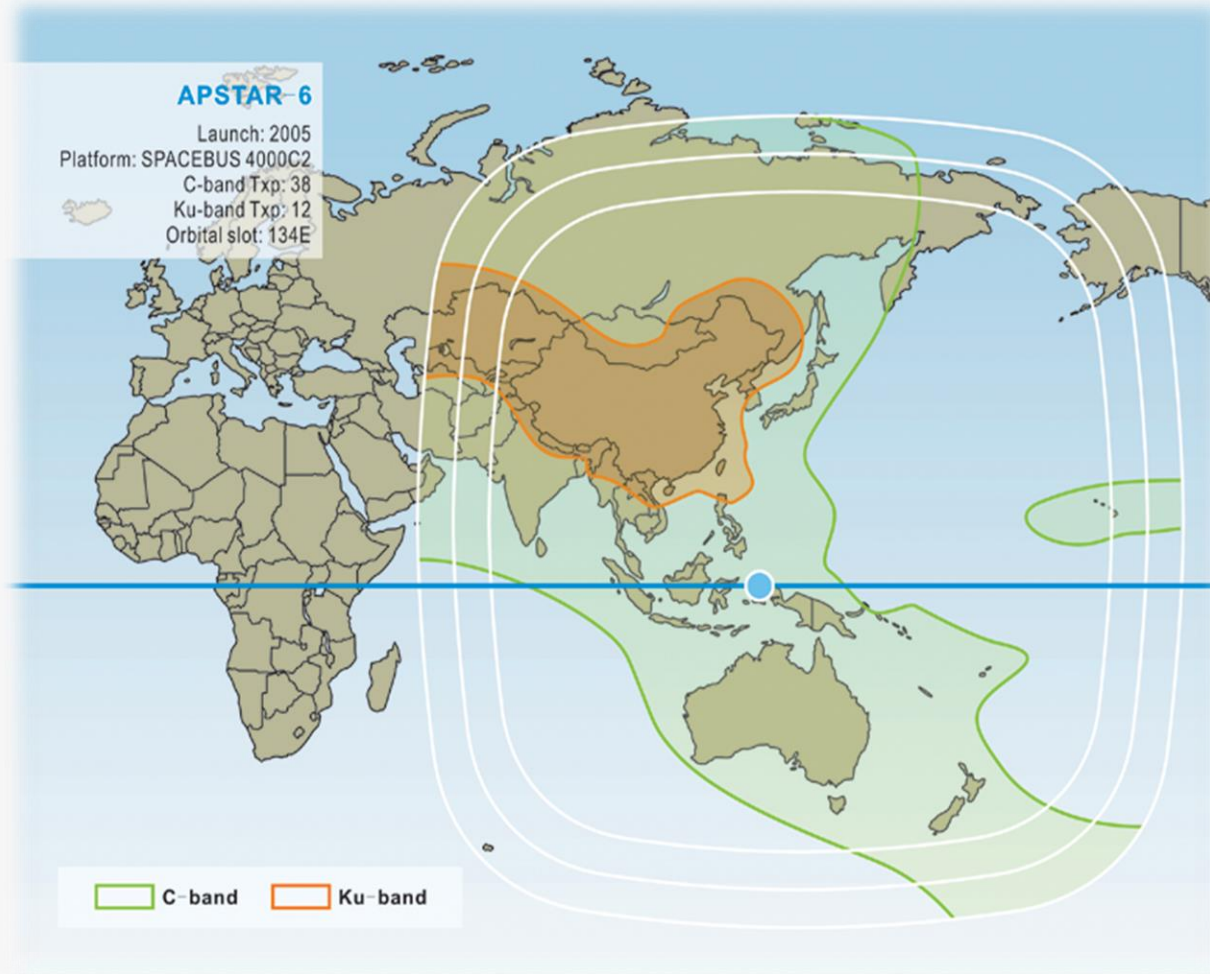 APSTAR-6
Launch: 2005
Platform: SPACEBUS 4000C2
C-band Txp: 38
Ku-band Txp: 12
Orbital slot: 134E
C-band
Ku-band